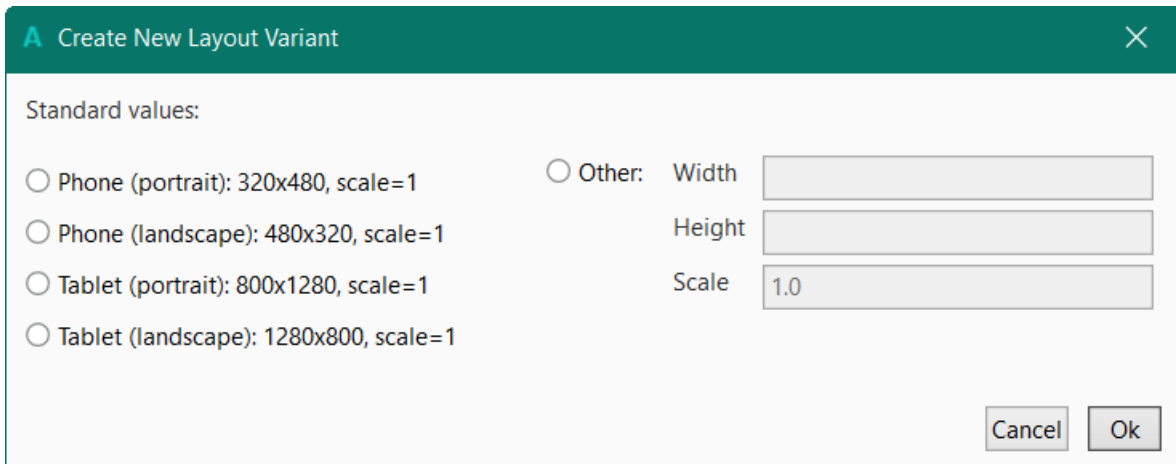 A Create New Layout Variant
Standard values:
Phone (portrait): 320x480, scale=1
Phone (landscape): 480x320, scale=1
Tablet (portrait): 800x1280, scale=1
Tablet (landscape): 1280x800, scale=1
Other:
Width
Height
Scale
1.0
Cancel
Ok